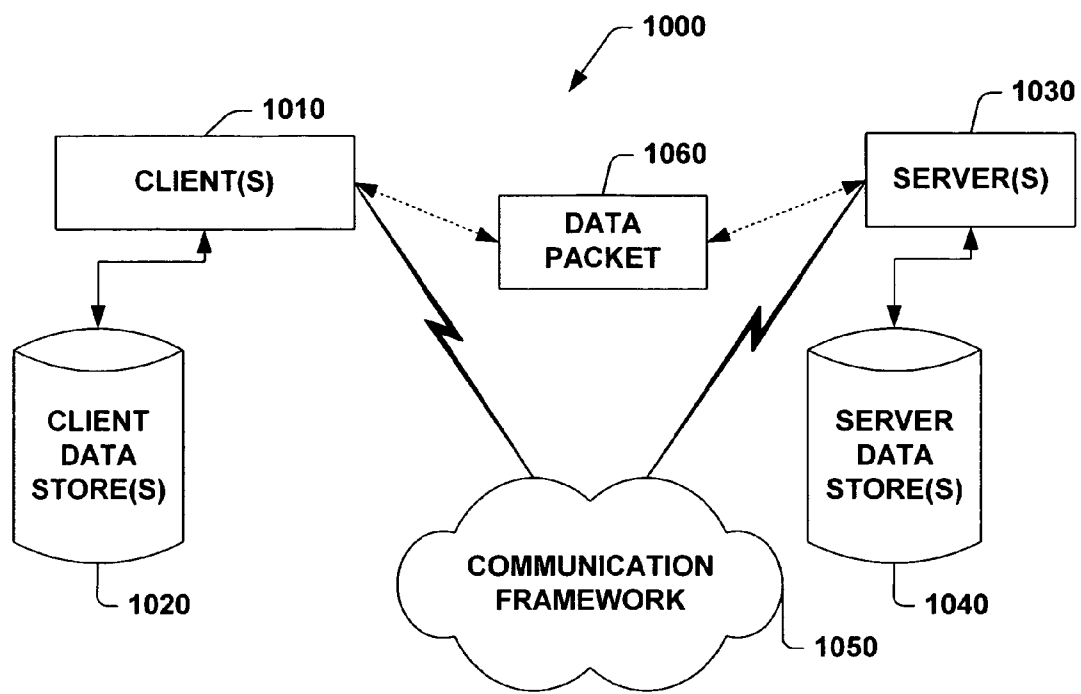 1000
1010
1030
1060
CLIENT(S)
SERVER(S)
DATA
PACKET
CLIENT
DATA
STORE(S)
SERVER
DATA
STORE(S)
COMMUNICATION
FRAMEWORK
1020
1040
1050